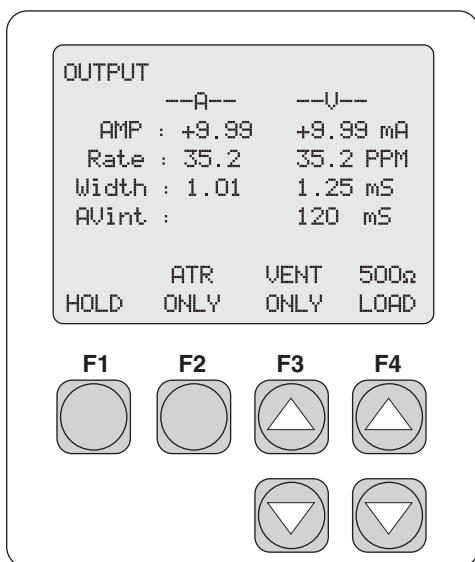 OUTPUT
--A-- --V--
AMP : +9.99 +9.99 mA
Rate : 35.2 35.2 PPM
Width : 1.01 1.25 mS
AVint : 120 mS
ATR VENT 500Ω
HOLD ONLY ONLY LOAD
F1 F2 F3 F4